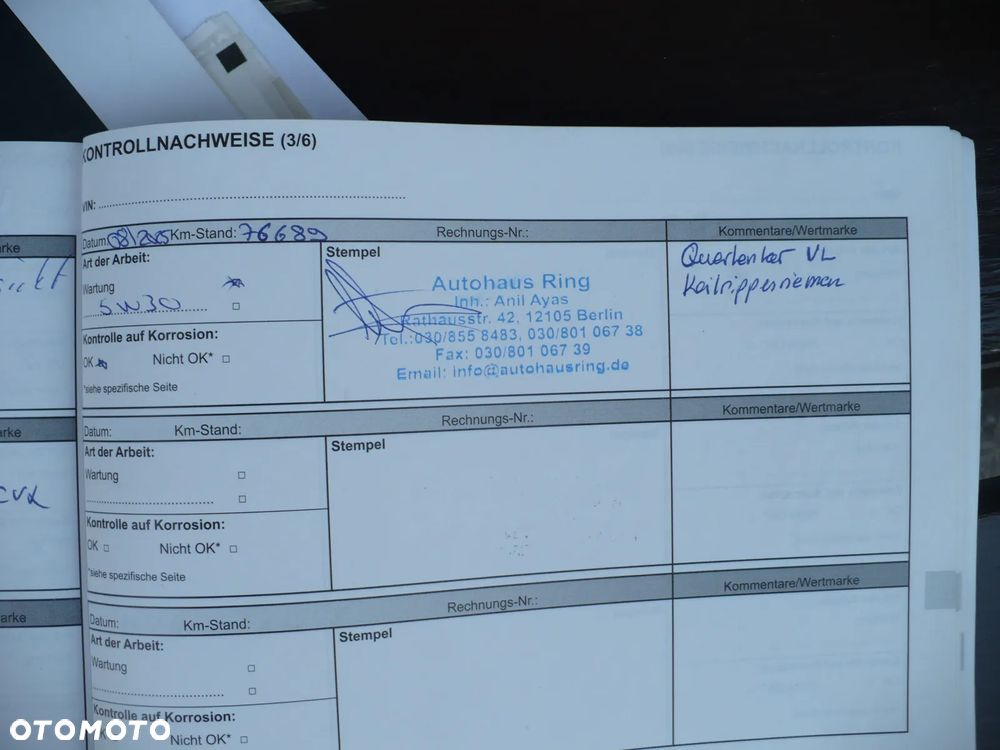 KONTROLLNACHWEISE (3/6)
VIN:
Datum: 08/2025 Km-Stand: 76689 Rechnungs-Nr.: Kommentare/Wertmarke
Art der Arbeit:
Wartung
5W30
Kontrolle auf Korrosion:
OK Nicht OK*
*siehe spezifische Seite
Stempel
Autohaus Ring
Inh.: Anil Ayas
Rathausstr. 42, 12105 Berlin
Tel.:030/855 8483, 030/801 067 38
Fax: 030/801 067 39
Email: info@autohausring.de
Querlenker VL
Keilrippenriemen
Datum: Km-Stand: Rechnungs-Nr.: Kommentare/Wertmarke
Art der Arbeit:
Wartung
Kontrolle auf Korrosion:
OK Nicht OK*
*siehe spezifische Seite
Stempel
Datum: Km-Stand: Rechnungs-Nr.: Kommentare/Wertmarke
Art der Arbeit:
Wartung
Kontrolle auf Korrosion:
Nicht OK*
Stempel
rke
arke
arke
OTOMOTO